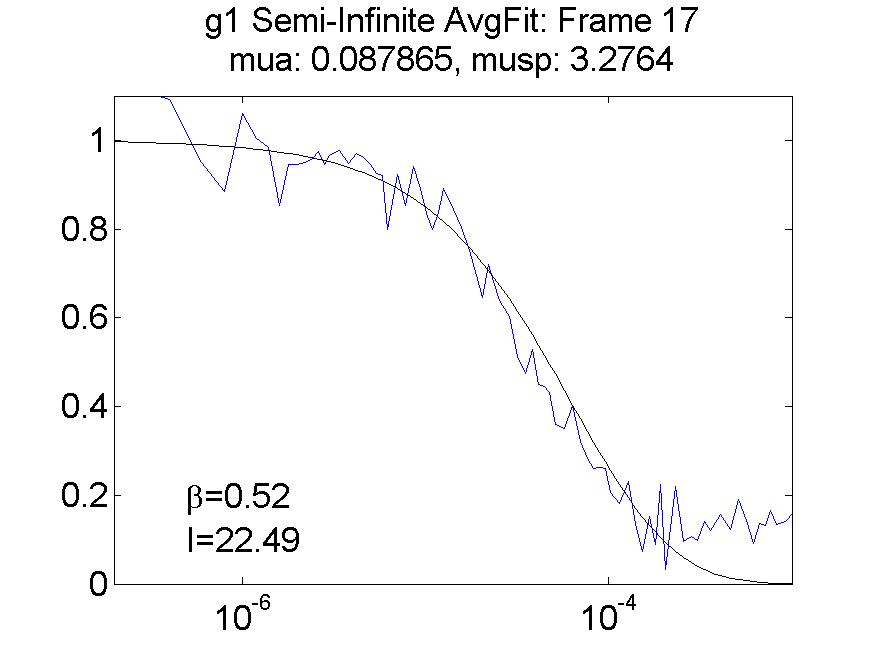 g1 Semi-Infinite AvgFit: Frame 17
mua: 0.087865, musp: 3.2764
1
0.8
0.6
0.4
0.2
0
β=0.52
I=22.49
10^-6
10^-4